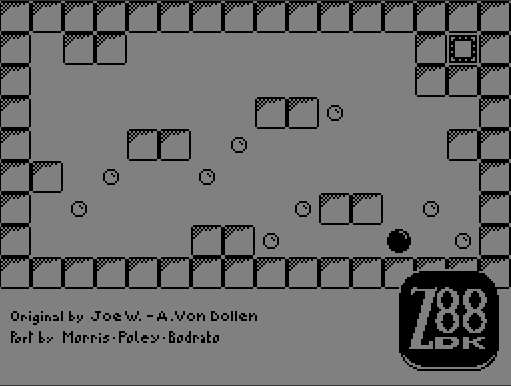 Original by Joe W. - A.Von Dollen
Port by Morris-Poley-Bodrato
Z88
DK